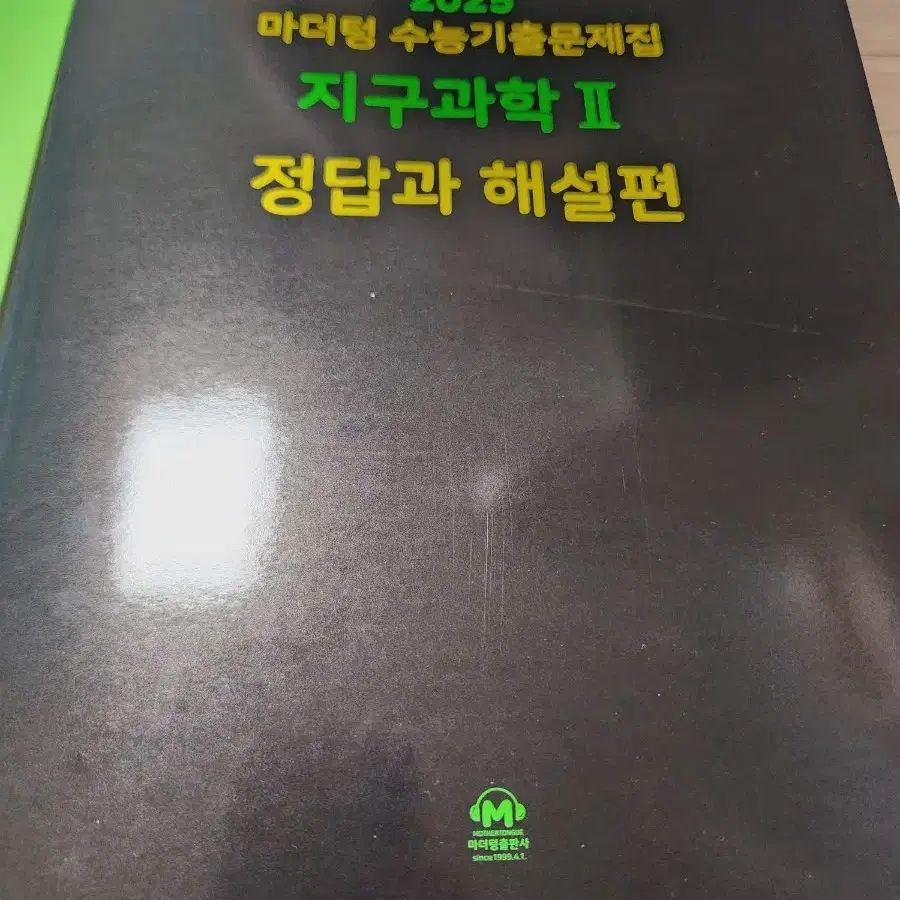 2025
마더텅 수능기출문제집
지구과학 Ⅱ
정답과 해설편
M
MOTHERTONGUE
마더텅출판사
since1999.4.1.